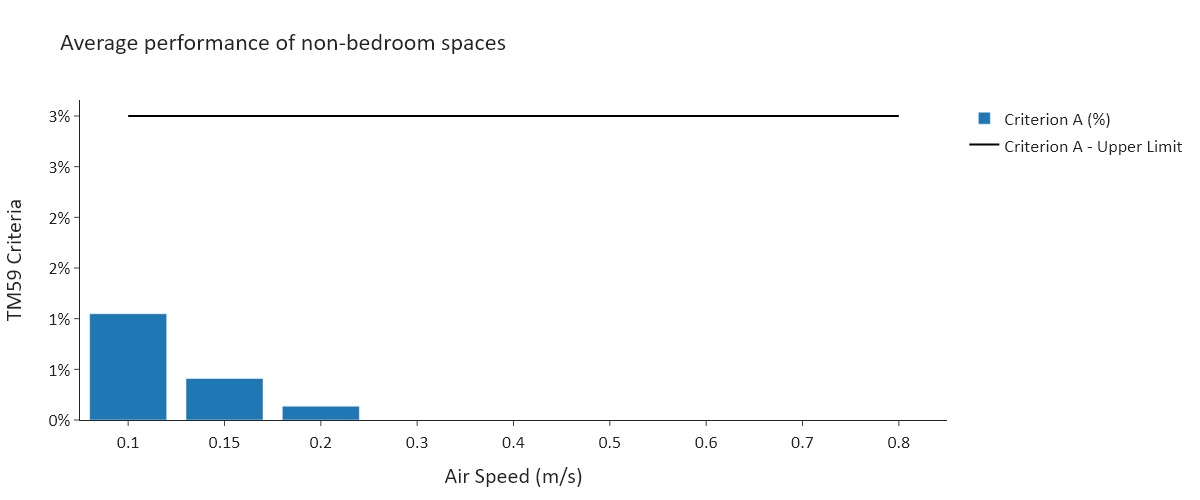 Average performance of non-bedroom spaces
3%
3%
2%
2%
1%
1%
0%
TM59 Criteria
0.1 0.15 0.2 0.3 0.4 0.5 0.6 0.7 0.8
Air Speed (m/s)
Criterion A (%)
Criterion A - Upper Limit